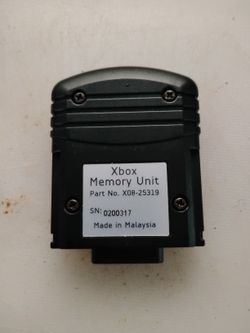 Xbox
Memory Unit
Part No. X08-25319
SN: 0200317
Made in Malaysia